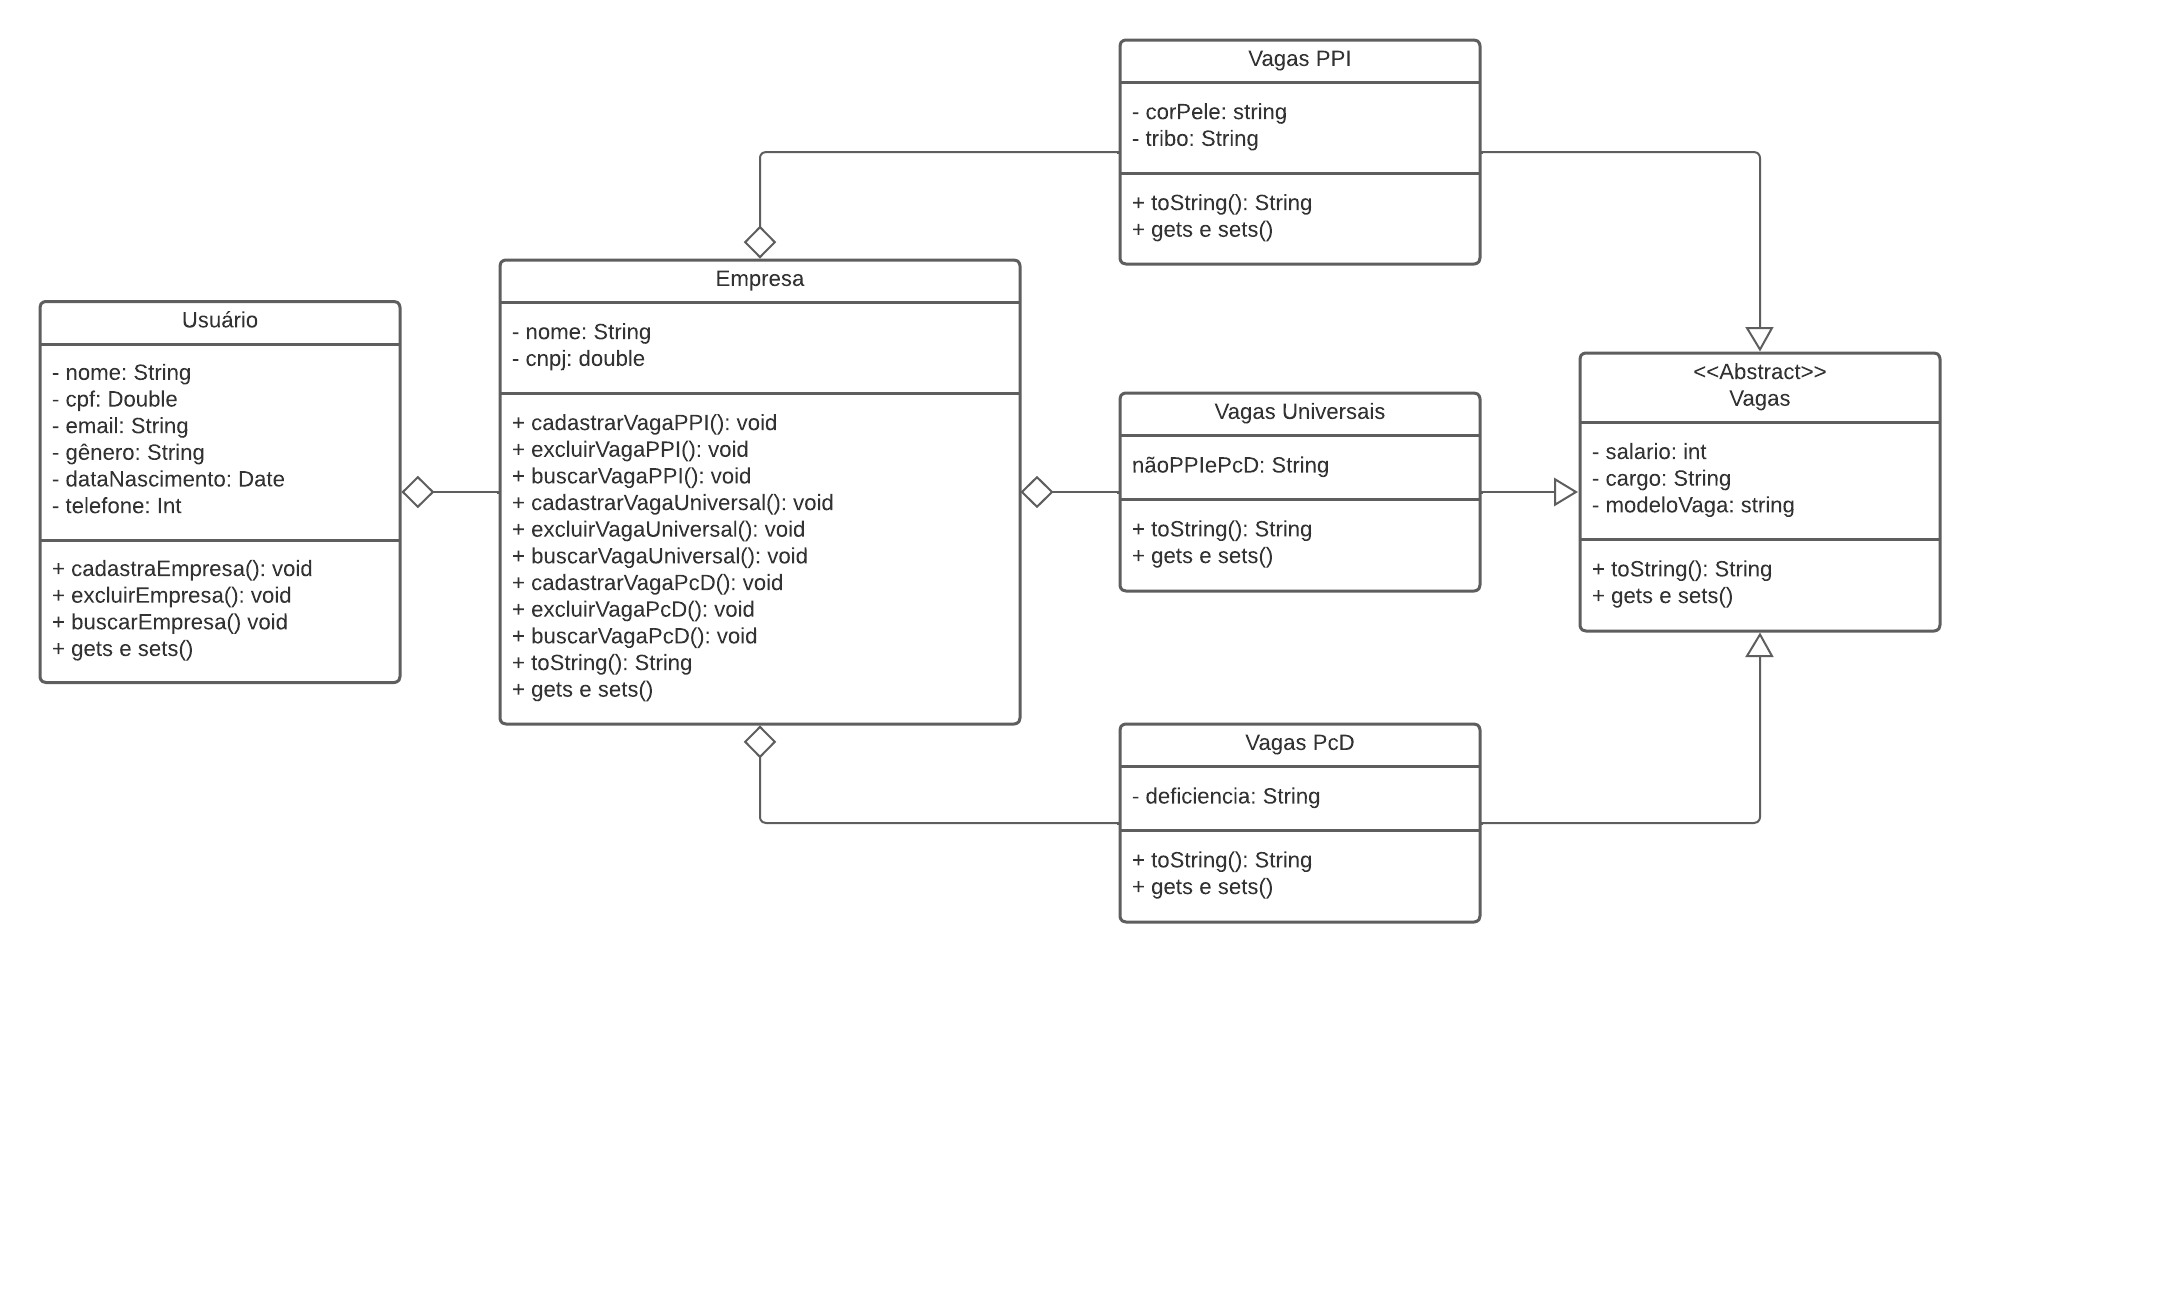 Vagas PPI
- corPele: string
- tribo: String
+ toString(): String
+ gets e sets()
Empresa
- nome: String
- cnpj: double
+ cadastrarVagaPPI(): void
+ excluirVagaPPI(): void
+ buscarVagaPPI(): void
+ cadastrarVagaUniversal(): void
+ excluirVagaUniversal(): void
+ buscarVagaUniversal(): void
+ cadastrarVagaPcD(): void
+ excluirVagaPcD(): void
+ buscarVagaPcD(): void
+ toString(): String
+ gets e sets()
Usuário
- nome: String
- cpf: Double
- email: String
- gênero: String
- dataNascimento: Date
- telefone: Int
+ cadastraEmpresa(): void
+ excluirEmpresa(): void
+ buscarEmpresa() void
+ gets e sets()
Vagas Universais
nãoPPIePcD: String
+ toString(): String
+ gets e sets()
<<Abstract>>
Vagas
- salario: int
- cargo: String
- modeloVaga: string
+ toString(): String
+ gets e sets()
Vagas PcD
- deficiencia: String
+ toString(): String
+ gets e sets()